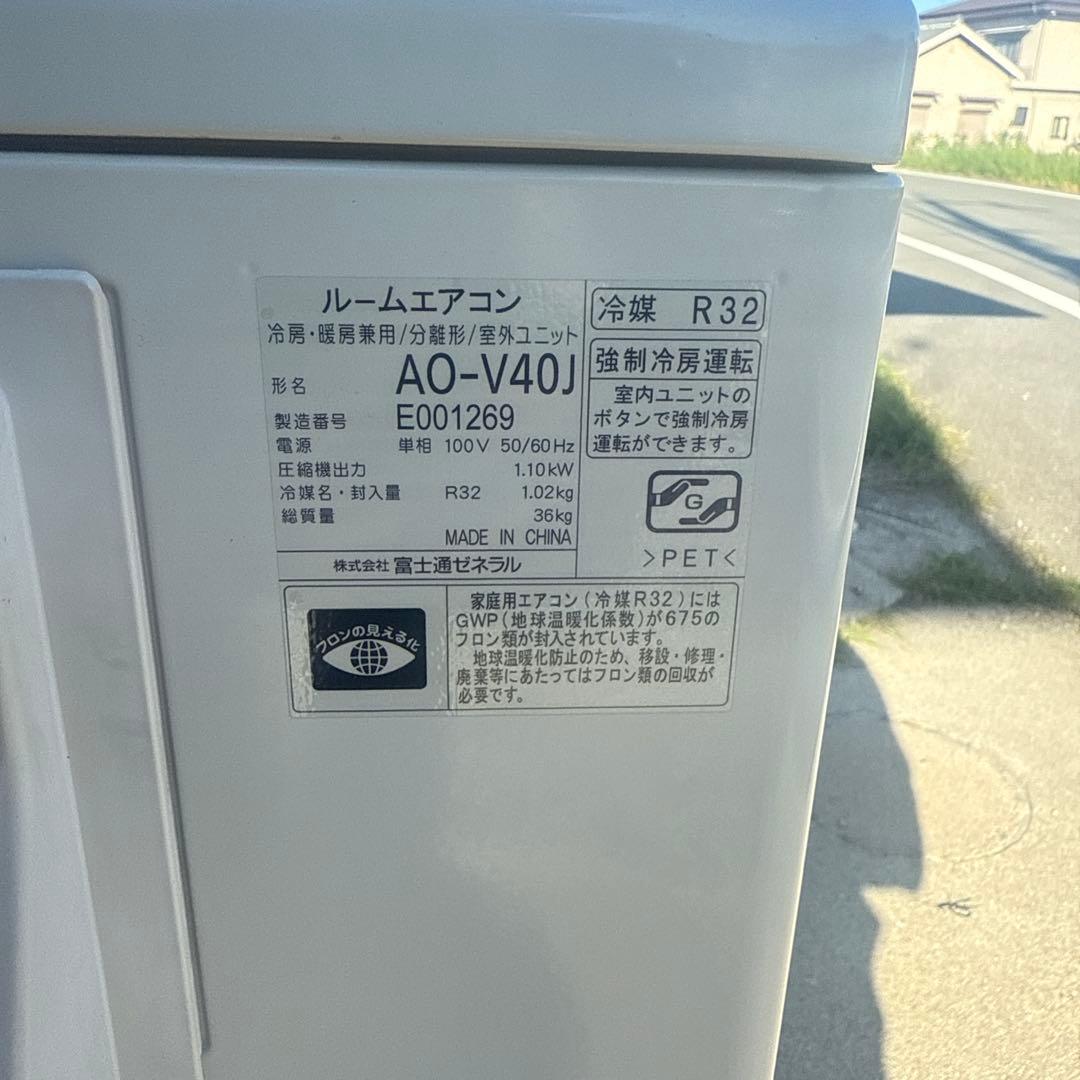 ルームエアコン
冷房・暖房兼用/分離形/室外ユニット
形名 AO-V40J
製造番号 E001269
電源 単相 100V 50/60Hz
圧縮機出力 1.10kW
冷媒名・封入量 R32 1.02kg
総質量 36kg
MADE IN CHINA
株式会社 富士通ゼネラル
冷媒 R32
強制冷房運転
室内ユニットの
ボタンで強制冷房
運転ができます。
G
>PET<
フロンの見える化
家庭用エアコン(冷媒R32)には
GWP(地球温暖化係数)が675の
フロン類が封入されています。
地球温暖化防止のため、移設・修理・
廃棄等にあたってはフロン類の回収が
必要です。